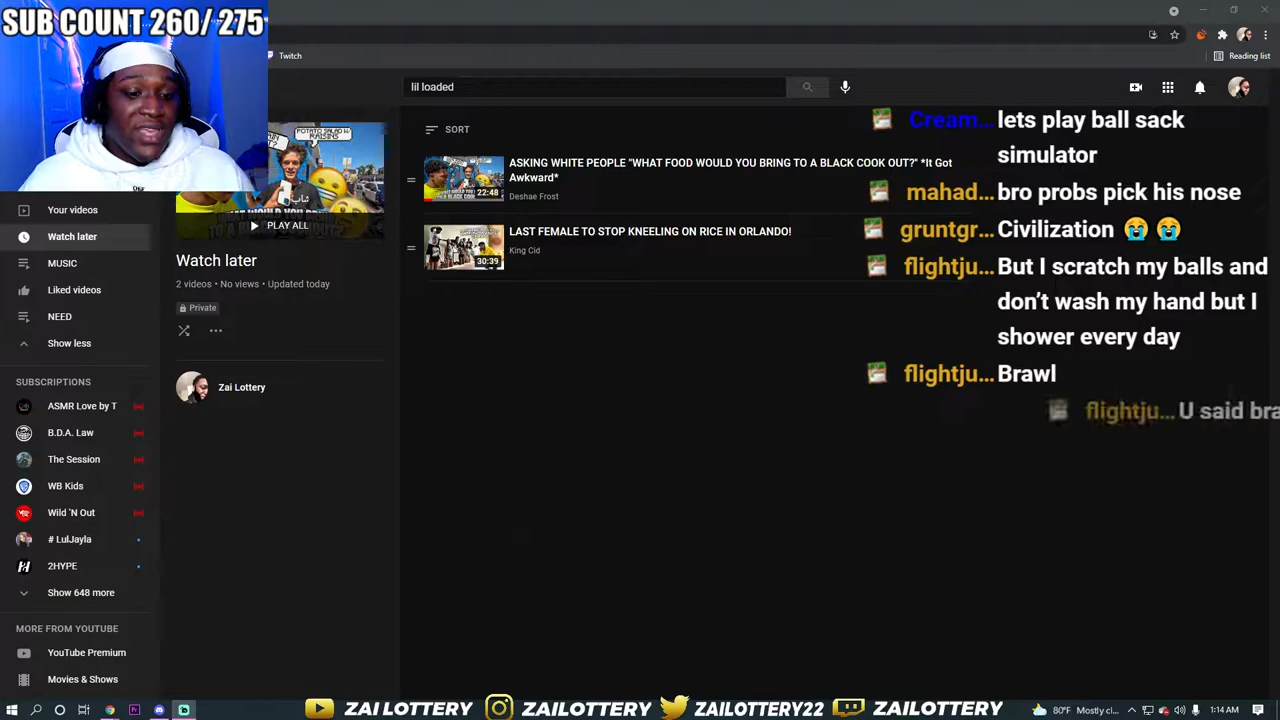 SUB COUNT 260/ 275
Twitch
Reading list
lil loaded
SORT
ASKING WHITE PEOPLE "WHAT FOOD WOULD YOU BRING TO A BLACK COOK OUT?" *It Got
Awkward*
Deshae Frost
22:48
LAST FEMALE TO STOP KNEELING ON RICE IN ORLANDO!
King Cid
30:39
POTATO SALAD W/
RAISINS
PLAY ALL
Watch later
2 videos • No views • Updated today
Private
Zai Lottery
Your videos
Watch later
MUSIC
Liked videos
NEED
Show less
SUBSCRIPTIONS
ASMR Love by T
B.D.A. Law
The Session
WB Kids
Wild 'N Out
# LulJayla
2HYPE
Show 648 more
MORE FROM YOUTUBE
YouTube Premium
Movies & Shows
Cream... lets play ball sack
simulator
mahad... bro probs pick his nose
gruntgr... Civilization 😭 😭
flightju... But I scratch my balls and
don’t wash my hand but I
shower every day
flightju... Brawl
flightju... U said bra
ZAI LOTTERY ZAILOTTERY ZAILOTTERY22 ZAILOTTERY
80°F Mostly cl... 1:14 AM